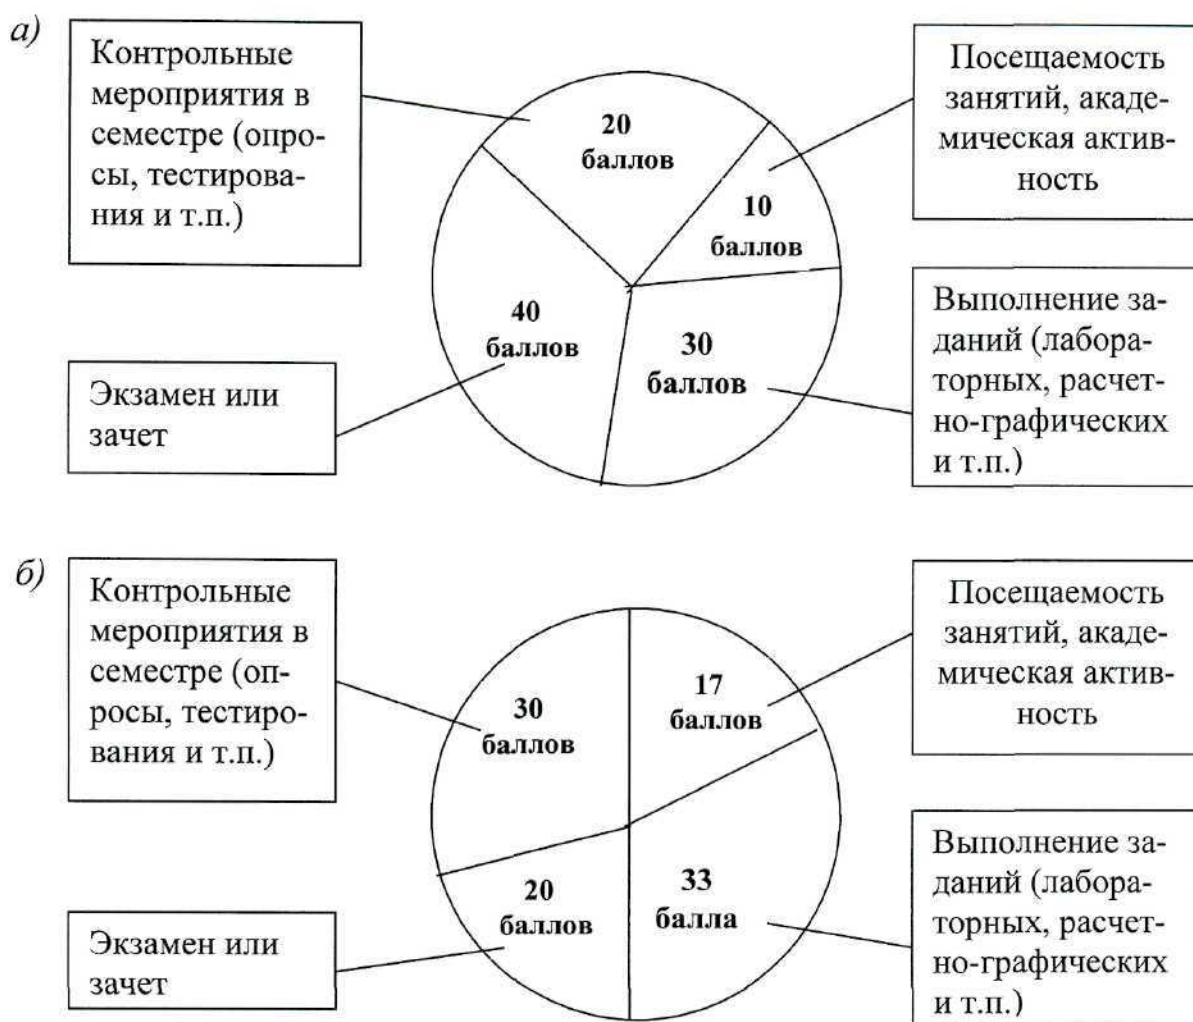 а)
Контрольные
мероприятия в
семестре (опро-
сы, тестирова-
ния и т.п.)
20
баллов
Посещаемость
занятий, акаде-
мическая актив-
ность
10
баллов
40
баллов
30
баллов
Экзамен или
зачет
Выполнение за-
даний (лабора-
торных, расчет-
но-графических
и т.п.)
б)
Контрольные
мероприятия в
семестре (оп-
росы, тестиро-
вания и т.п.)
30
баллов
17
баллов
Посещаемость
занятий, акаде-
мическая актив-
ность
20
баллов
33
балла
Экзамен или
зачет
Выполнение за-
даний (лабора-
торных, расчет-
но-графических
и т.п.)